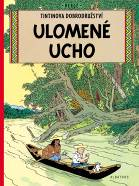 HERGÉ
TINTINOVA DOBRODRUŽSTVÍ
ULOMENÉ
UCHO
ALBATROS